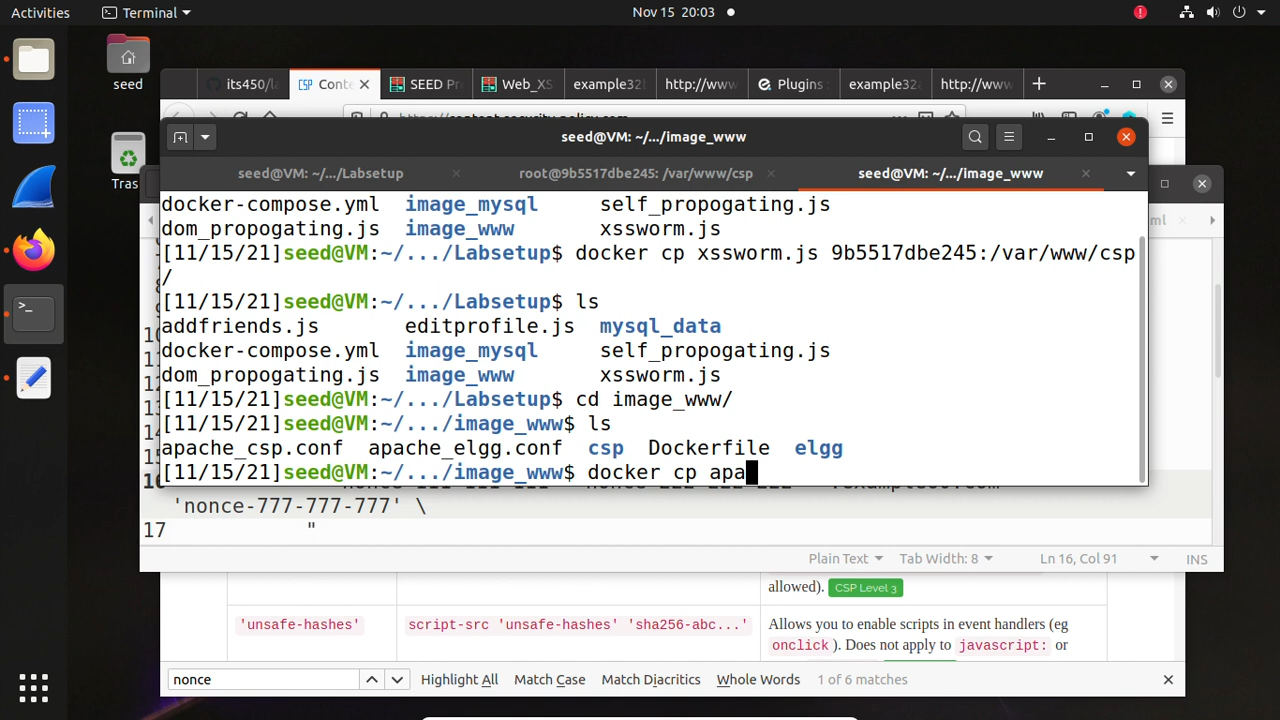 Activities
Terminal
Nov 15 20:03
seed
Tras
its450/la
Conte
SEED Pr
Web_XS
example32
http://www
Plugins
example32
http://www
seed@VM: ~/.../image_www
seed@VM: ~/.../Labsetup
root@9b5517dbe245: /var/www/csp
seed@VM: ~/.../image_www
ml
docker-compose.yml image_mysql self_propogating.js
dom_propogating.js image_www xssworm.js
[11/15/21]seed@VM:~/.../Labsetup$ docker cp xssworm.js 9b5517dbe245:/var/www/csp
/
[11/15/21]seed@VM:~/.../Labsetup$ ls
addfriends.js editprofile.js mysql_data
docker-compose.yml image_mysql self_propogating.js
dom_propogating.js image_www xssworm.js
[11/15/21]seed@VM:~/.../Labsetup$ cd image_www/
[11/15/21]seed@VM:~/.../image_www$ ls
apache_csp.conf apache_elgg.conf csp Dockerfile elgg
[11/15/21]seed@VM:~/.../image_www$ docker cp apa
'nonce-777-777-777' \
17 "
Plain Text
Tab Width: 8
Ln 16, Col 91
INS
allowed). CSP Level 3
'unsafe-hashes'
script-src 'unsafe-hashes' 'sha256-abc...'
Allows you to enable scripts in event handlers (eg
onclick ). Does not apply to javascript: or
nonce
Highlight All
Match Case
Match Diacritics
Whole Words
1 of 6 matches